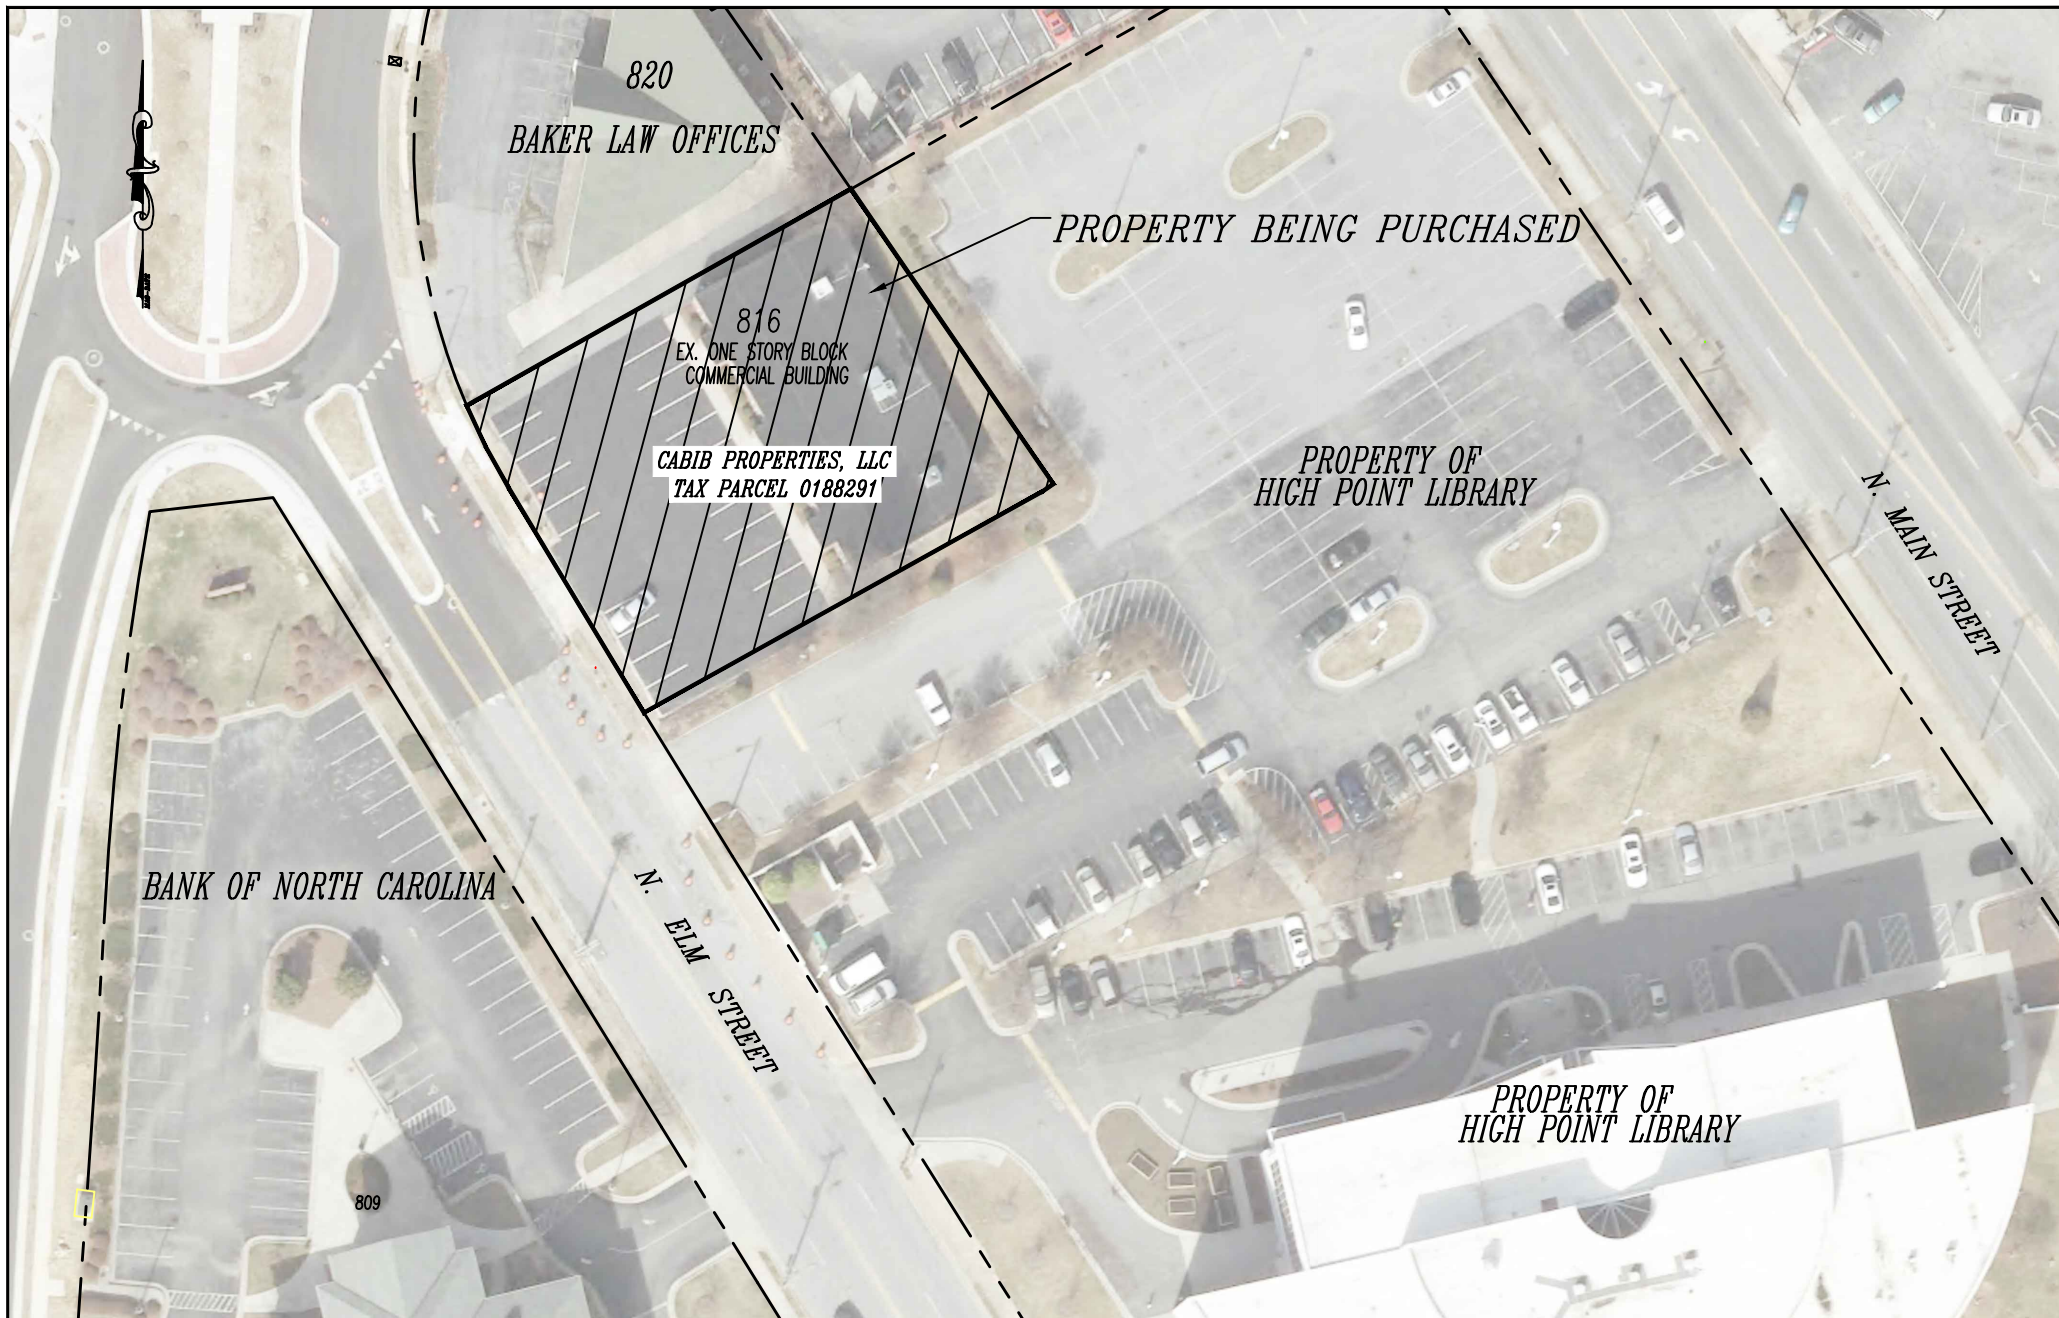 820
BAKER LAW OFFICES
PROPERTY BEING PURCHASED
816
EX. ONE STORY BLOCK
COMMERCIAL BUILDING
CABIB PROPERTIES, LLC
TAX PARCEL 0188291
PROPERTY OF
HIGH POINT LIBRARY
N. MAIN STREET
BANK OF NORTH CAROLINA
N. ELM STREET
PROPERTY OF
HIGH POINT LIBRARY
809